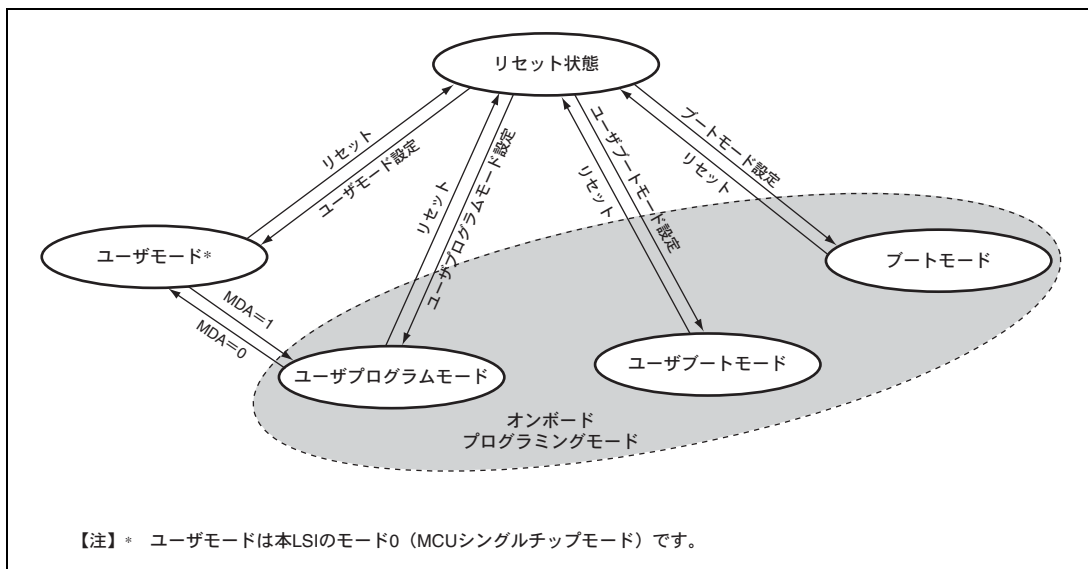 リセット状態
リセット
ユーザモード設定
リセット
ユーザプログラムモード設定
ユーザブートモード設定
リセット
ブートモード設定
リセット
ユーザモード*
ブートモード
MDA=1
MDA=0
ユーザプログラムモード
ユーザブートモード
オンボード
プログラミングモード
【注】* ユーザモードは本LSIのモード0（MCUシングルチップモード）です。